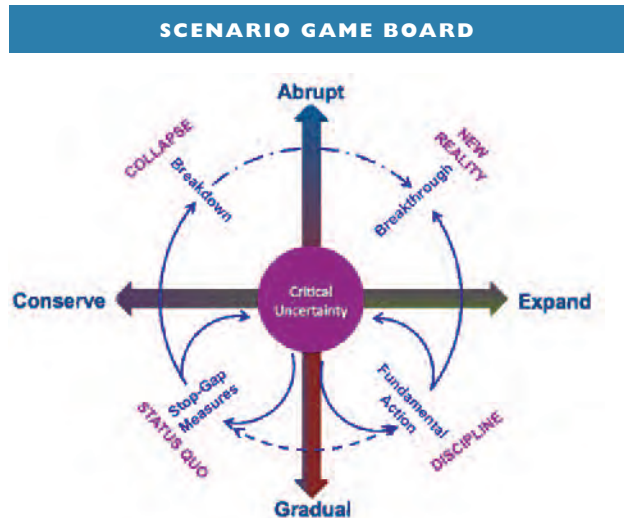 SCENARIO GAME BOARD
Abrupt
COLLAPSE
Breakdown
NEW
REALITY
Breakthrough
Conserve
Critical
Uncertainty
Expand
Stop-Gap
Measures
STATUS QUO
Fundamental
Action
DISCIPLINE
Gradual